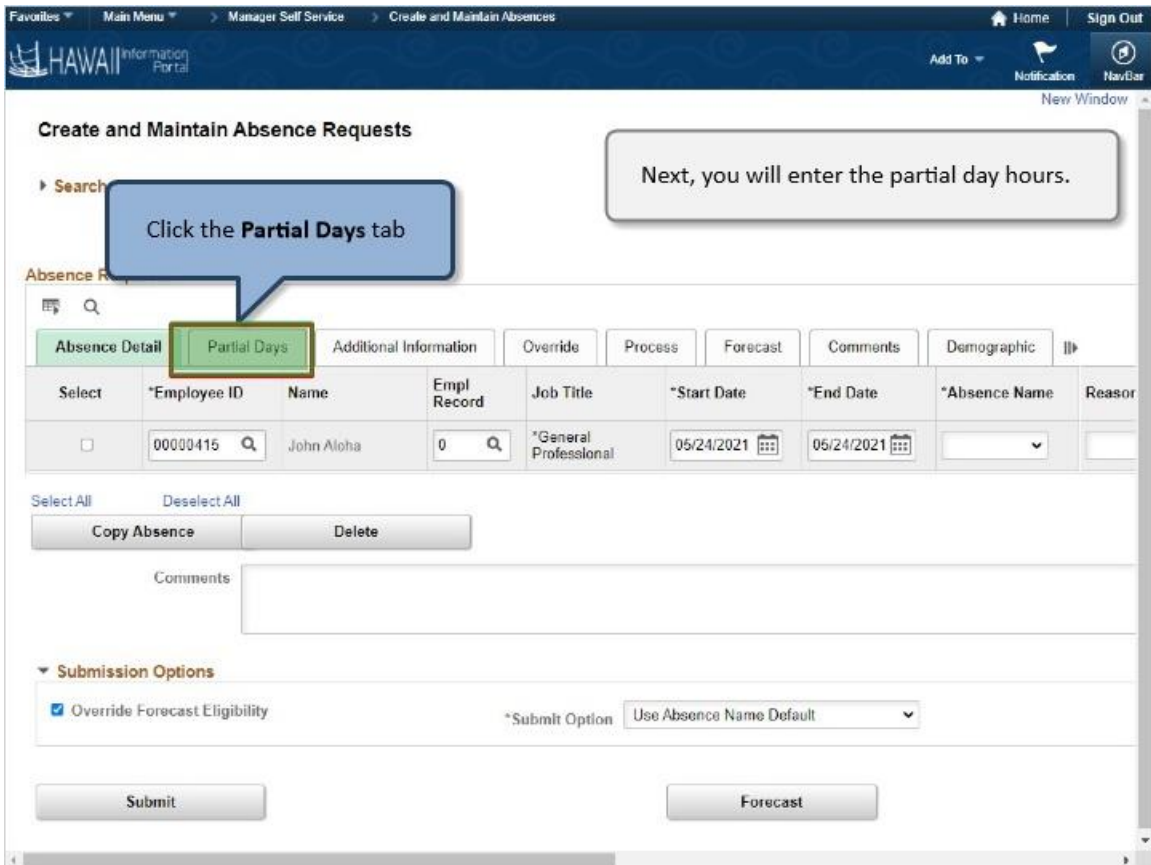 Favorites Main Menu > Manager Self Service > Create and Maintain Absences Home Sign Out
HAWAII Information Portal Add To Notification NavBar
New Window
Create and Maintain Absence Requests
Next, you will enter the partial day hours.
Search
Click the Partial Days tab
Absence R
Absence Detail Partial Days Additional Information Override Process Forecast Comments Demographic
Select *Employee ID Name Empl Record Job Title *Start Date *End Date *Absence Name Reason
00000415 John Aloha 0 *General Professional 05/24/2021 05/24/2021
Select All Deselect All
Copy Absence Delete
Comments
Submission Options
Override Forecast Eligibility *Submit Option Use Absence Name Default
Submit Forecast